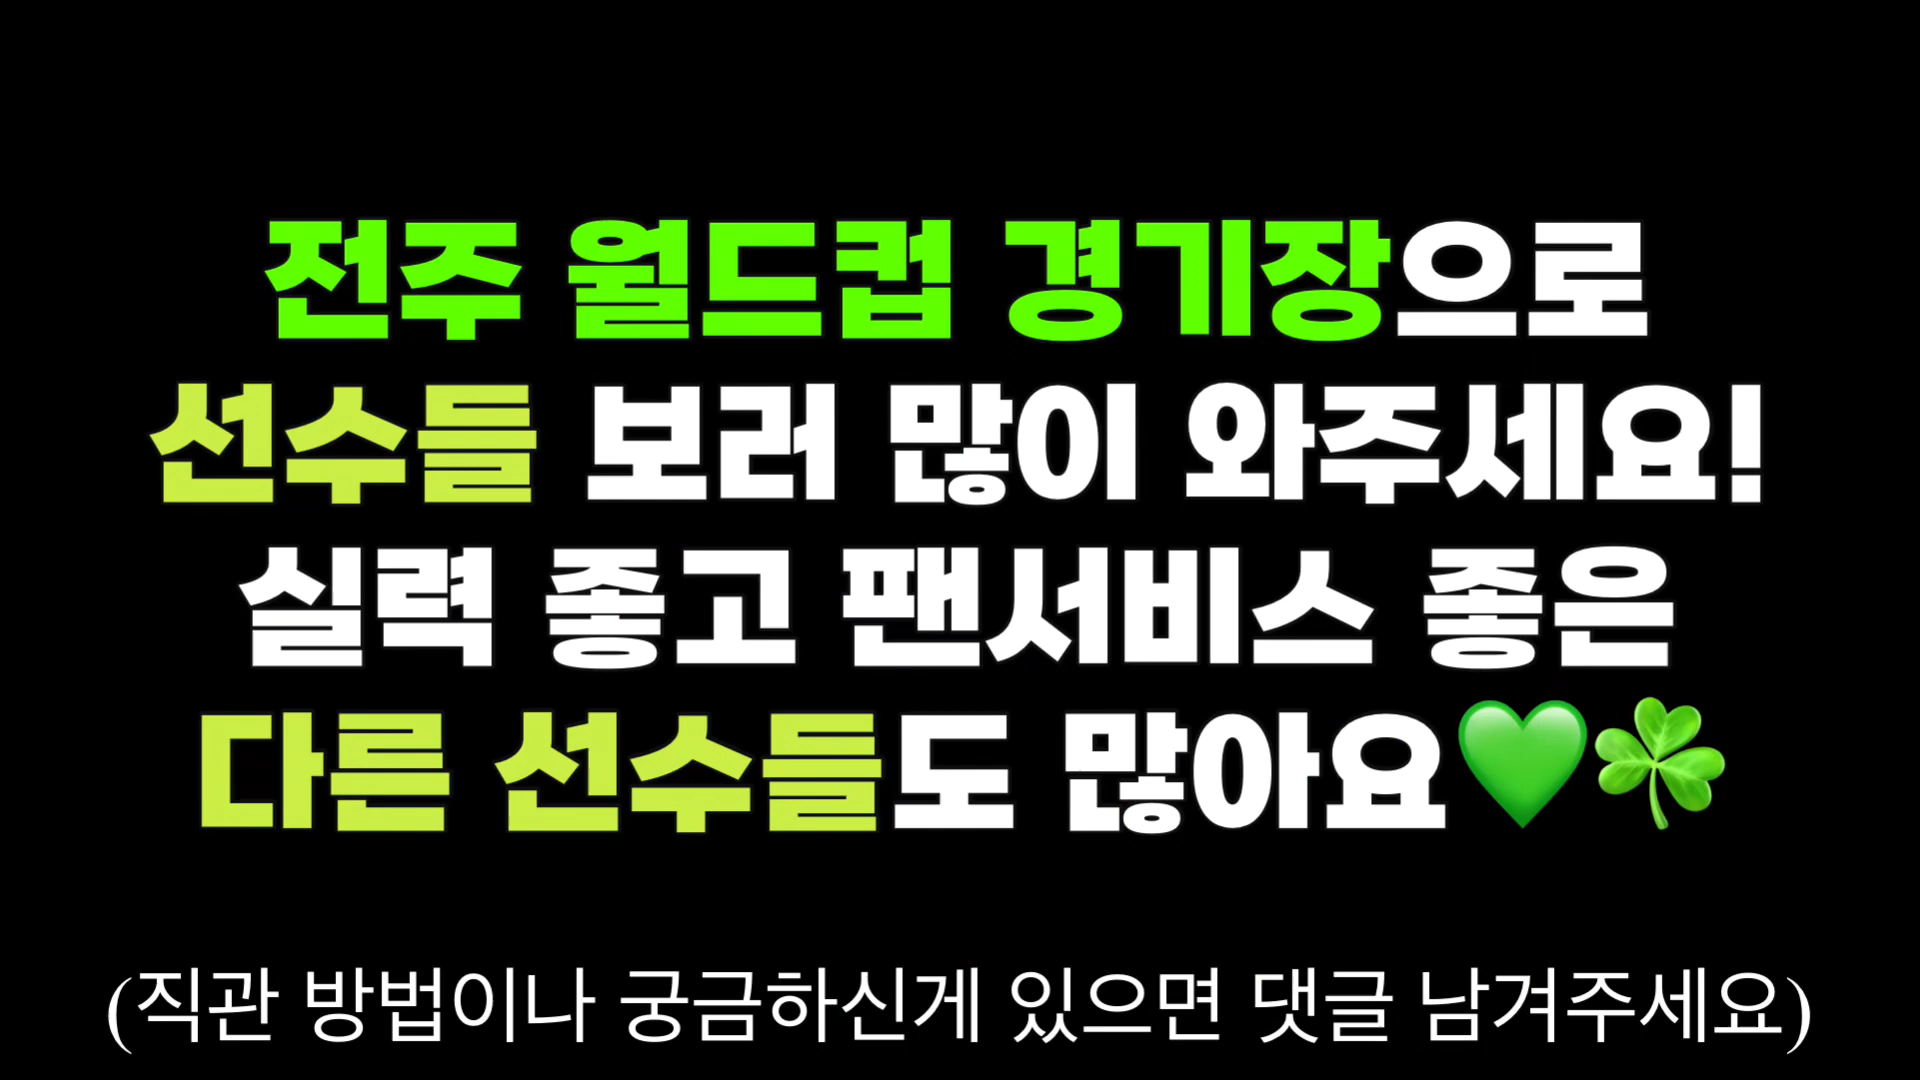 전주 월드컵 경기장으로
선수들 보러 많이 와주세요!
실력 좋고 팬서비스 좋은
다른 선수들도 많아요💚☘️
(직관 방법이나 궁금하신게 있으면 댓글 남겨주세요)